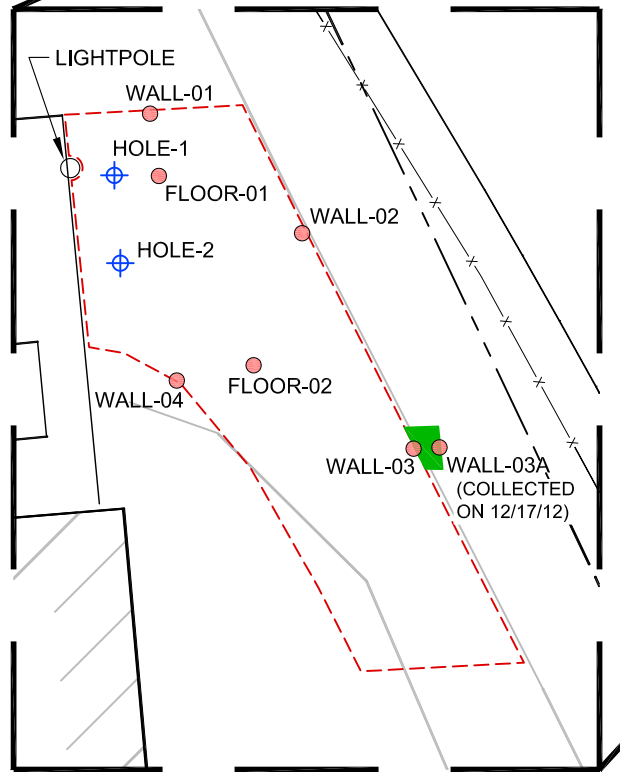 LIGHTPOLE
WALL-01
HOLE-1
FLOOR-01
WALL-02
HOLE-2
FLOOR-02
WALL-04
WALL-03
WALL-03A
(COLLECTED
ON 12/17/12)